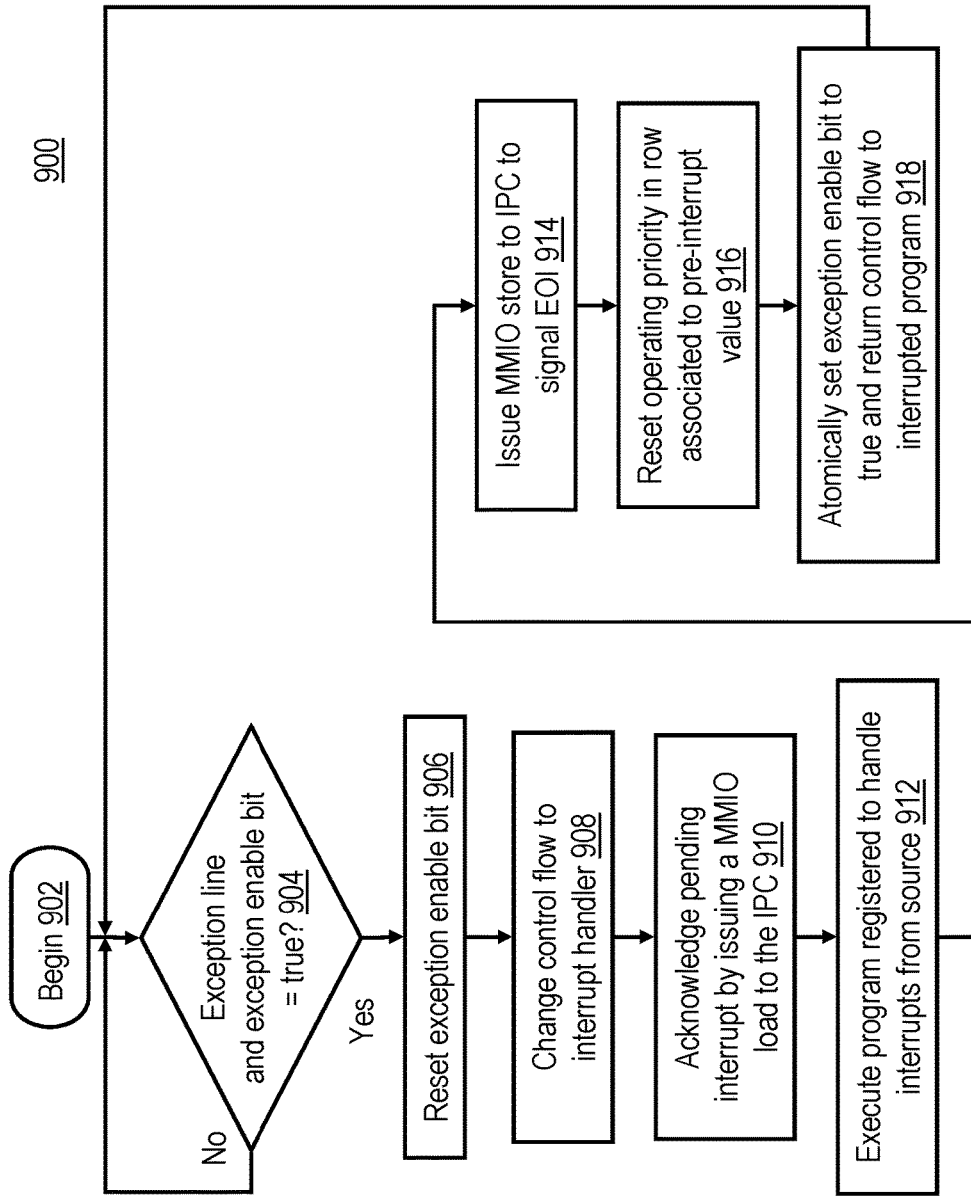 900
Begin 902
Exception line
and exception enable bit
= true? 904
No
Yes
Reset exception enable bit 906
Change control flow to
interrupt handler 908
Acknowledge pending
interrupt by issuing a MMIO
load to the IPC 910
Execute program registered to handle
interrupts from source 912
Issue MMIO store to IPC to
signal EOI 914
Reset operating priority in row
associated to pre-interrupt
value 916
Atomically set exception enable bit to
true and return control flow to
interrupted program 918